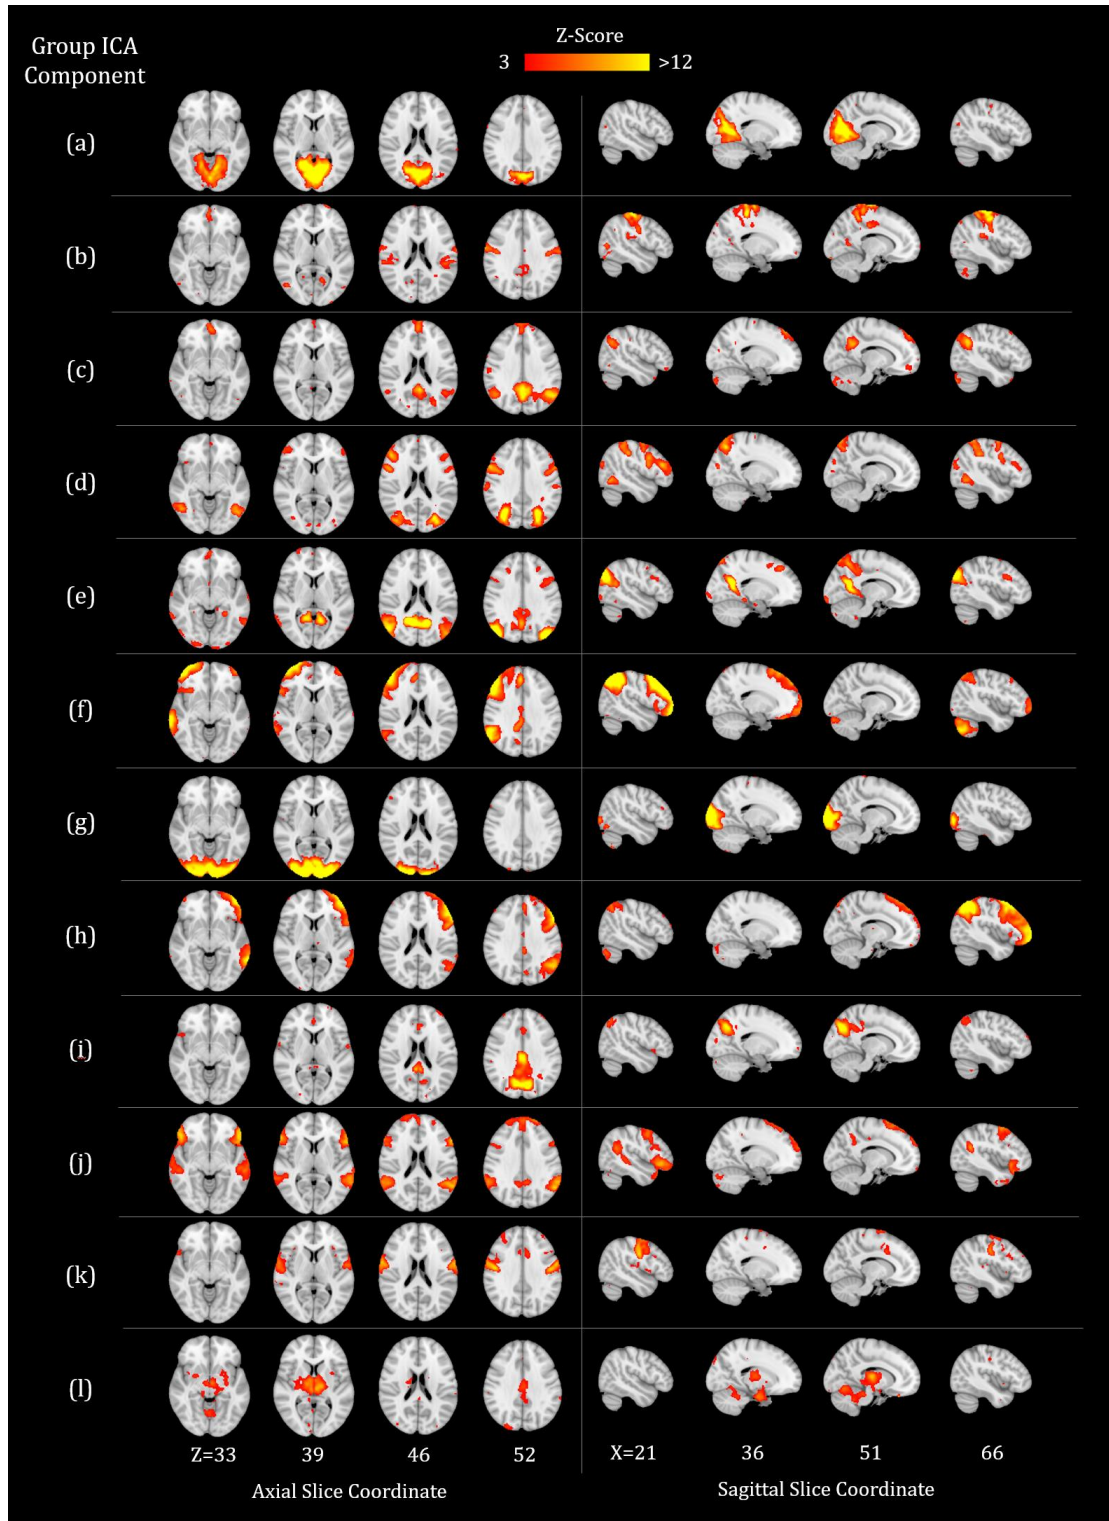 Group ICA
Component
Z-Score
3 >12
(a)
(b)
(c)
(d)
(e)
(f)
(g)
(h)
(i)
(j)
(k)
(l)
Z=33 39 46 52 X=21 36 51 66
Axial Slice Coordinate Sagittal Slice Coordinate